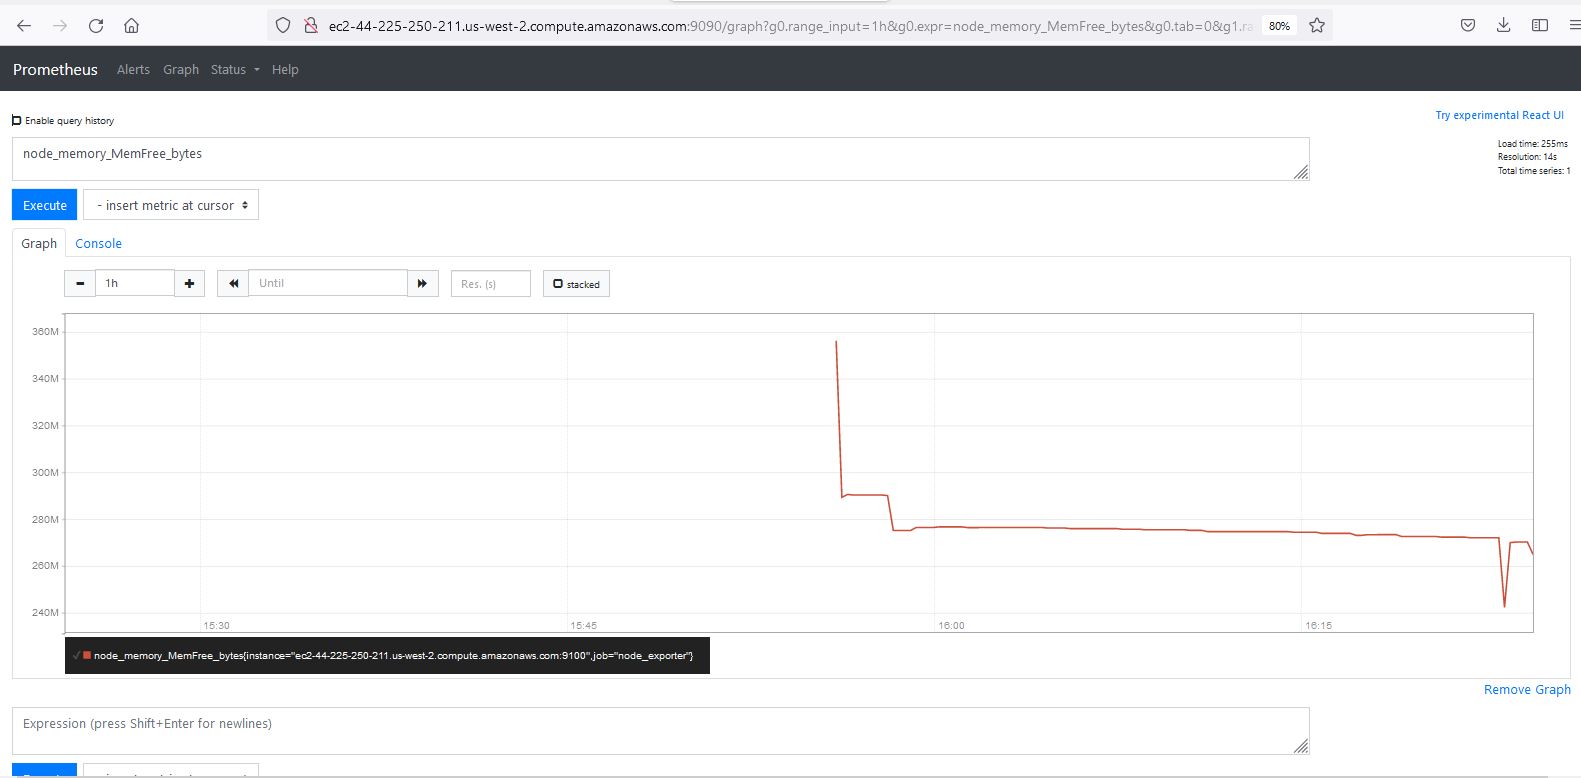 ec2-44-225-250-211.us-west-2.compute.amazonaws.com:9090/graph?g0.range_input=1h&g0.expr=node_memory_MemFree_bytes&g0.tab=0&g1.ra 80%
Prometheus Alerts Graph Status Help
Enable query history
Try experimental React UI
node_memory_MemFree_bytes
Load time: 255ms
Resolution: 14s
Total time series: 1
Execute - insert metric at cursor
Graph Console
1h Until Res. (s) stacked
360M
340M
320M
300M
280M
260M
240M
15:30 15:45 16:00 16:15
node_memory_MemFree_bytes{instance="ec2-44-225-250-211.us-west-2.compute.amazonaws.com:9100",job="node_exporter"}
Remove Graph
Expression (press Shift+Enter for newlines)